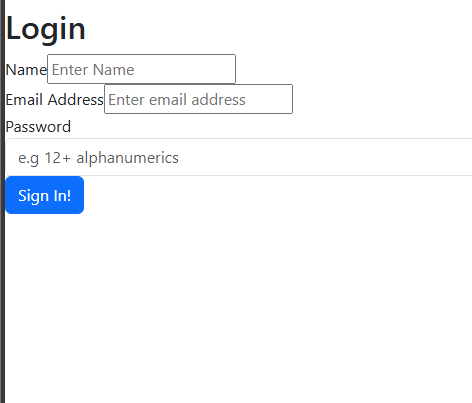 Login
Name Enter Name
Email Address Enter email address
Password
e.g 12+ alphanumerics
Sign In!